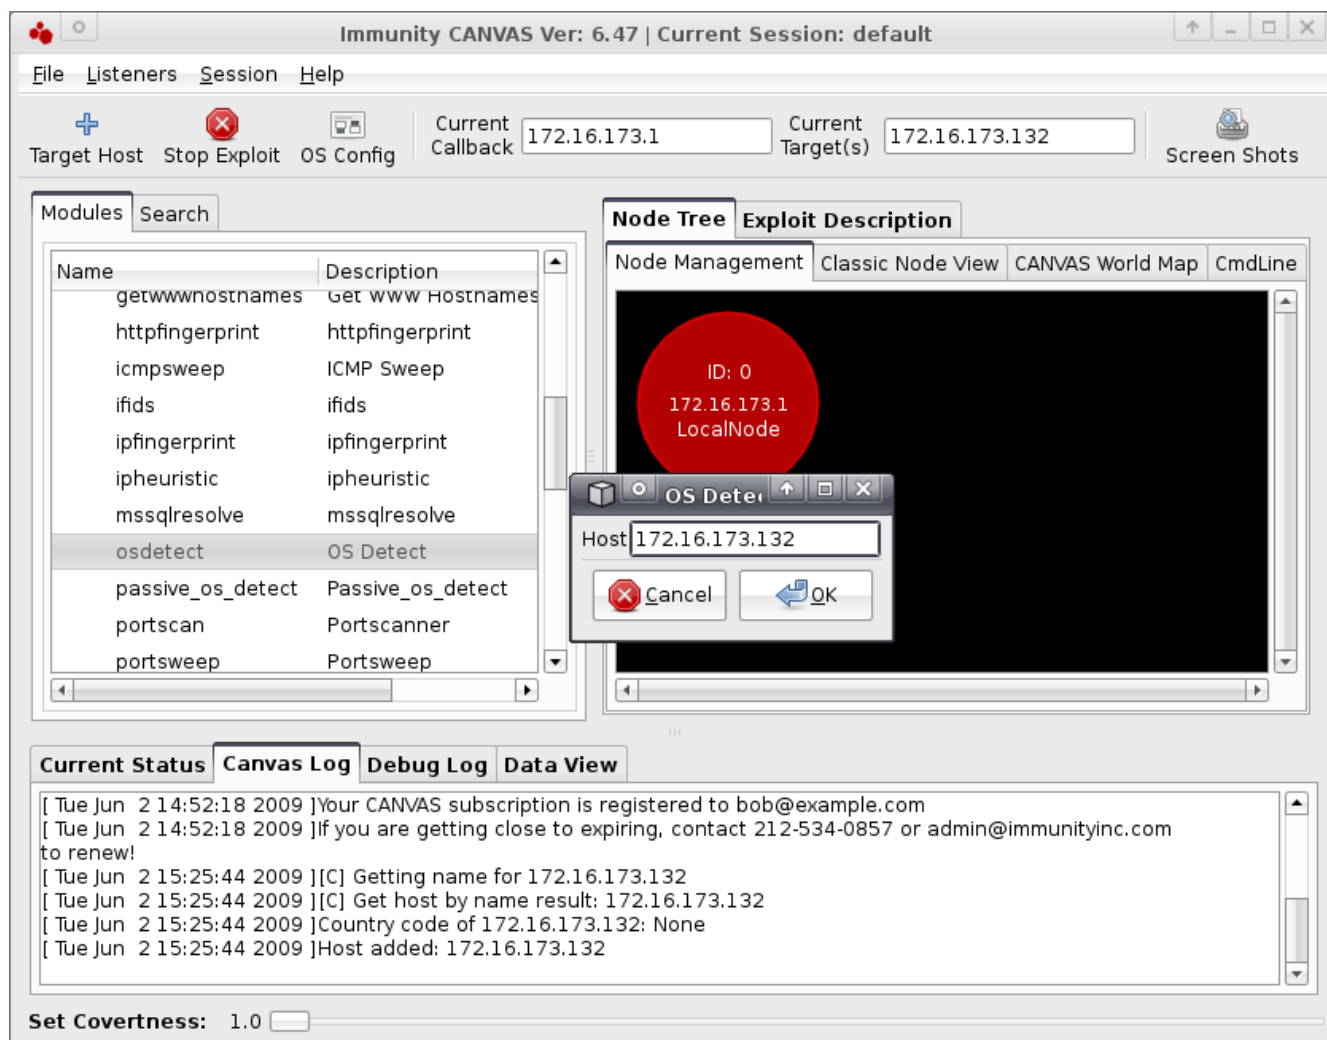 Immunity CANVAS Ver: 6.47 | Current Session: default
File Listeners Session Help
Target Host Stop Exploit OS Config Current Callback 172.16.173.1 Current Target(s) 172.16.173.132 Screen Shots
Modules Search
Name Description
getwwwhostnames Get WWW Hostnames
httpfingerprint httpfingerprint
icmpsweep ICMP Sweep
ifids ifids
ipfingerprint ipfingerprint
ipheuristic ipheuristic
mssqlresolve mssqlresolve
osdetect OS Detect
passive_os_detect Passive_os_detect
portscan Portscanner
portsweep Portsweep
Node Tree Exploit Description
Node Management Classic Node View CANVAS World Map CmdLine
ID: 0
172.16.173.1
LocalNode
OS Dete
Host 172.16.173.132
Cancel OK
Current Status Canvas Log Debug Log Data View
[ Tue Jun 2 14:52:18 2009 ]Your CANVAS subscription is registered to bob@example.com
[ Tue Jun 2 14:52:18 2009 ]If you are getting close to expiring, contact 212-534-0857 or admin@immunityinc.com
to renew!
[ Tue Jun 2 15:25:44 2009 ][C] Getting name for 172.16.173.132
[ Tue Jun 2 15:25:44 2009 ][C] Get host by name result: 172.16.173.132
[ Tue Jun 2 15:25:44 2009 ]Country code of 172.16.173.132: None
[ Tue Jun 2 15:25:44 2009 ]Host added: 172.16.173.132
Set Covertness: 1.0